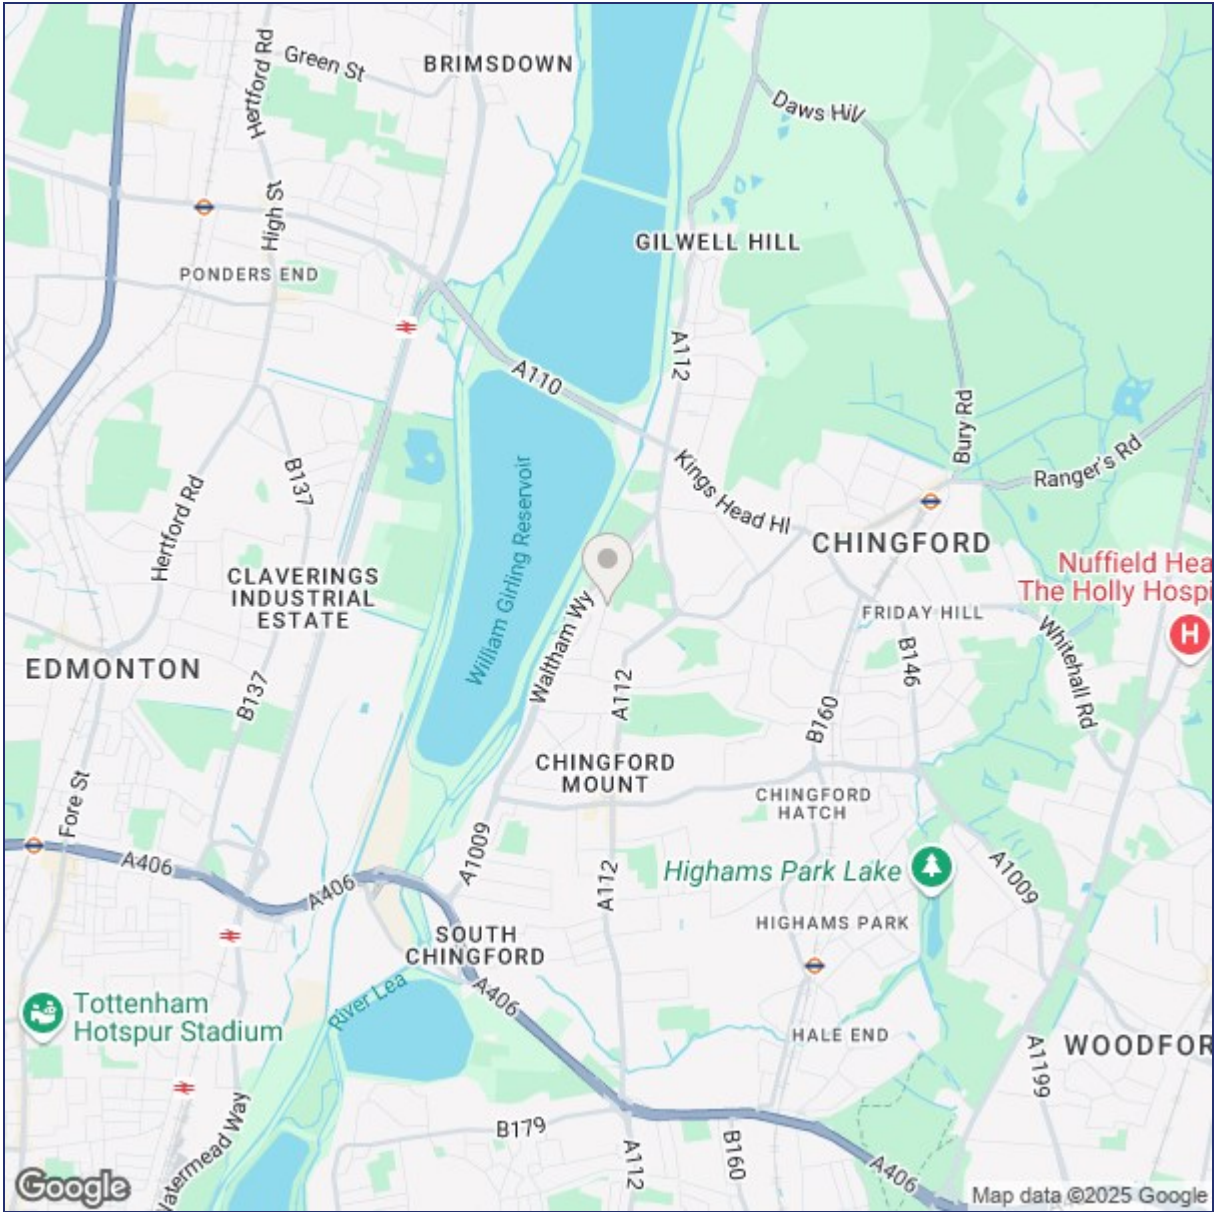 Hertford Rd
Green St
BRIMSDOWN
Daws Hill
High St
GILWELL HILL
PONDERS END
A112
A110
Bury Rd
Ranger's Rd
Kings Head Hl
B137
Hertford Rd
William Girling Reservoir
CHINGFORD
Nuffield Hea
The Holly Hospi
H
CLAVERINGS
INDUSTRIAL
ESTATE
Waltham Wy
FRIDAY HILL
Whitehall Rd
EDMONTON
B137
A112
B146
B160
CHINGFORD
MOUNT
CHINGFORD
HATCH
Fore St
A406
A406
A1009
A112
Highams Park Lake
A1009
HIGHAMS PARK
SOUTH
CHINGFORD
River Lea
A406
Tottenham
Hotspur Stadium
HALE END
WOODFOR
A1199
Watermead Way
B179
A112
B160
A406
Google
Map data ©2025 Google